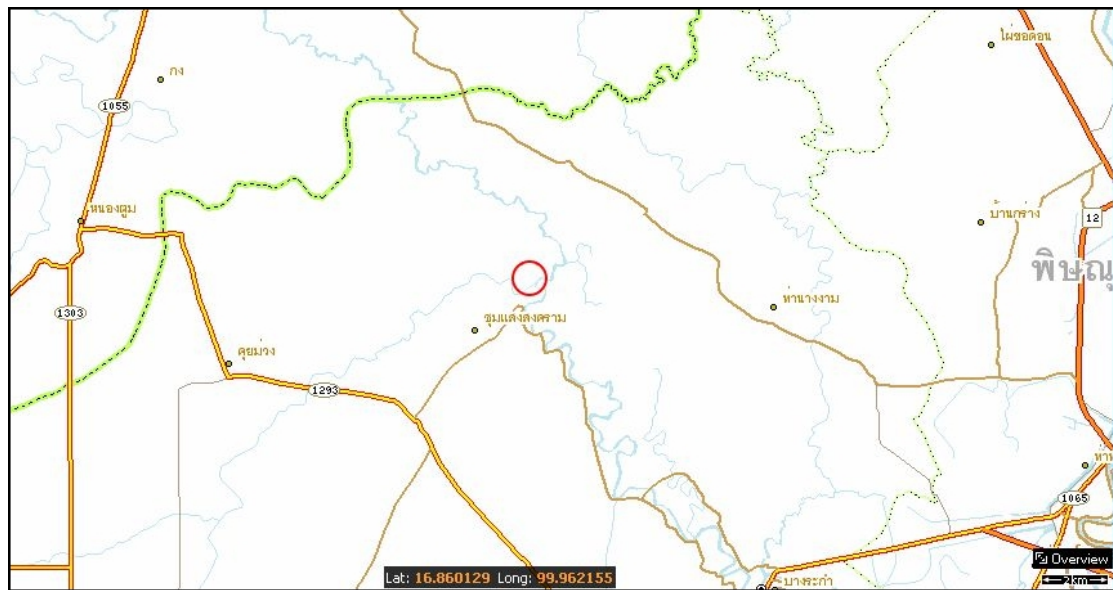 ไผ่ขอดอน
กง
1055
หนองตูม
บ้านกร่าง
12
พิษณุ
1303
ท่านางงาม
ชุมแสงสงคราม
คุยม่วง
1293
1065
Overview
2km
Lat: 16.860129 Long: 99.962155
บางระกำ